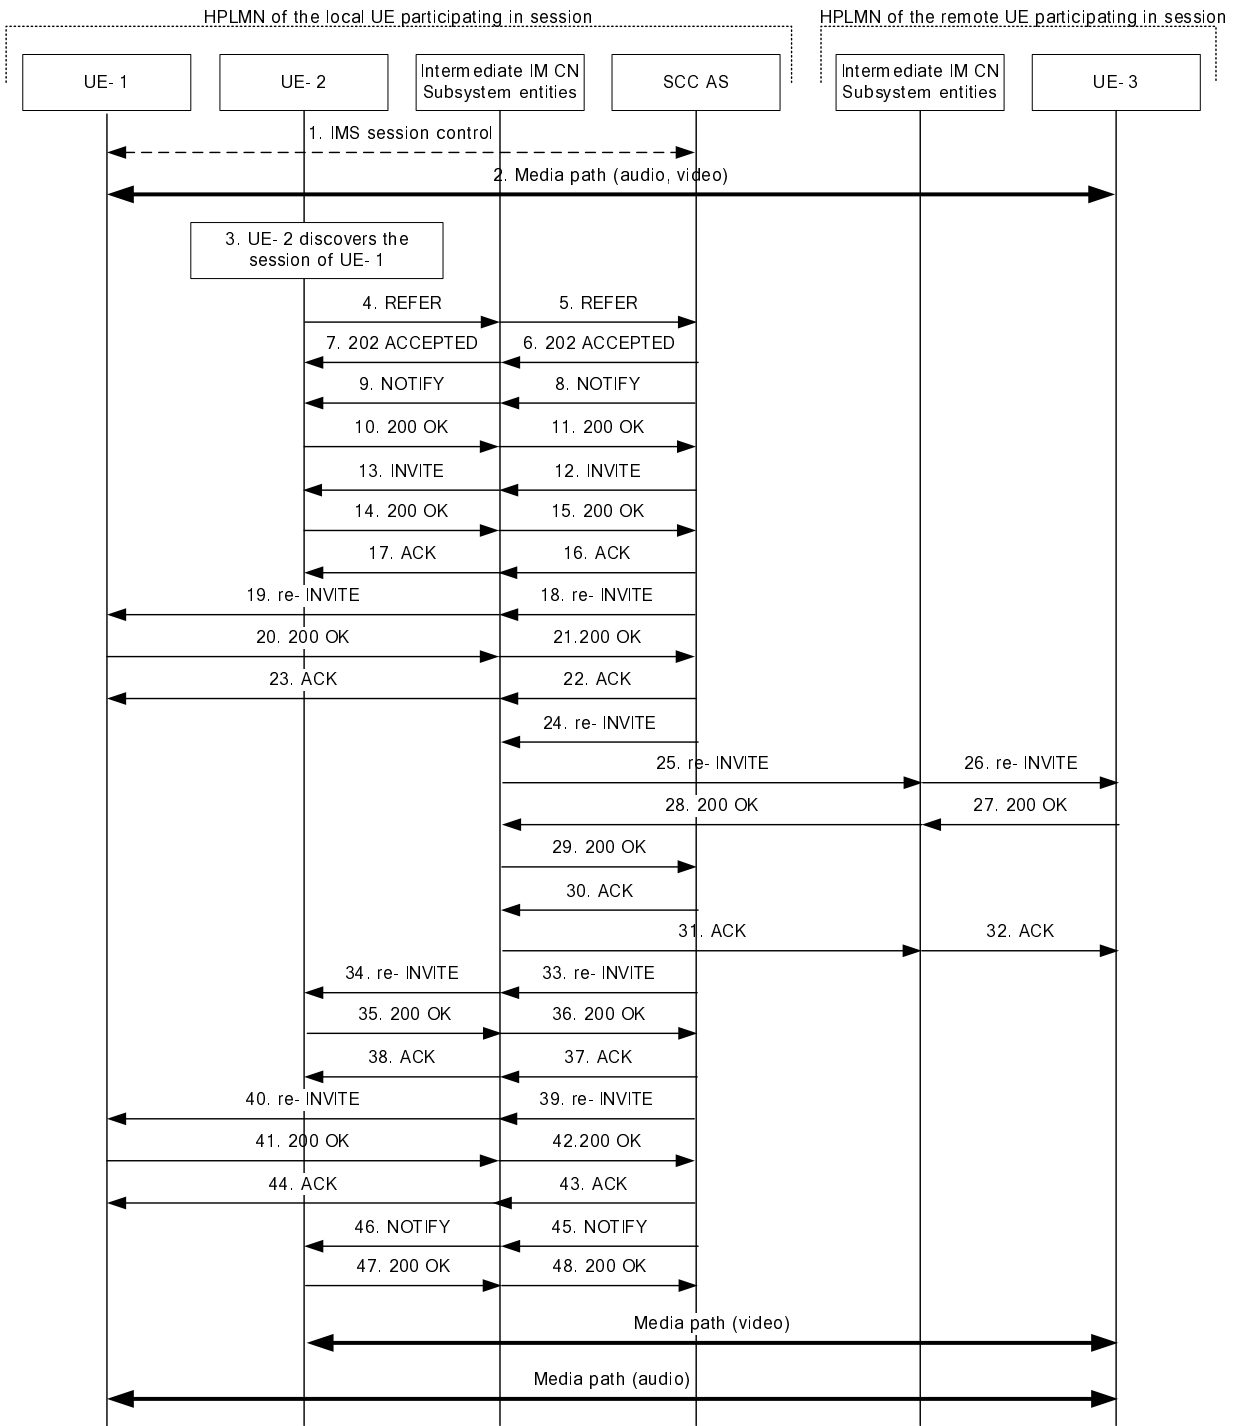 HPLMN of the local UE participating in session
HPLMN of the remote UE participating in session
UE- 1
UE- 2
Intermediate IM CN
Subsystem entities
SCC AS
Intermediate IM CN
Subsystem entities
UE- 3
1. IMS session control
2. Media path (audio, video)
3. UE- 2 discovers the
session of UE- 1
4. REFER
5. REFER
7. 202 ACCEPTED
6. 202 ACCEPTED
9. NOTIFY
8. NOTIFY
10. 200 OK
11. 200 OK
13. INVITE
12. INVITE
14. 200 OK
15. 200 OK
17. ACK
16. ACK
19. re- INVITE
18. re- INVITE
20. 200 OK
21.200 OK
23. ACK
22. ACK
24. re- INVITE
25. re- INVITE
26. re- INVITE
28. 200 OK
27. 200 OK
29. 200 OK
30. ACK
31. ACK
32. ACK
34. re- INVITE
33. re- INVITE
35. 200 OK
36. 200 OK
38. ACK
37. ACK
40. re- INVITE
39. re- INVITE
41. 200 OK
42.200 OK
44. ACK
43. ACK
46. NOTIFY
45. NOTIFY
47. 200 OK
48. 200 OK
Media path (video)
Media path (audio)